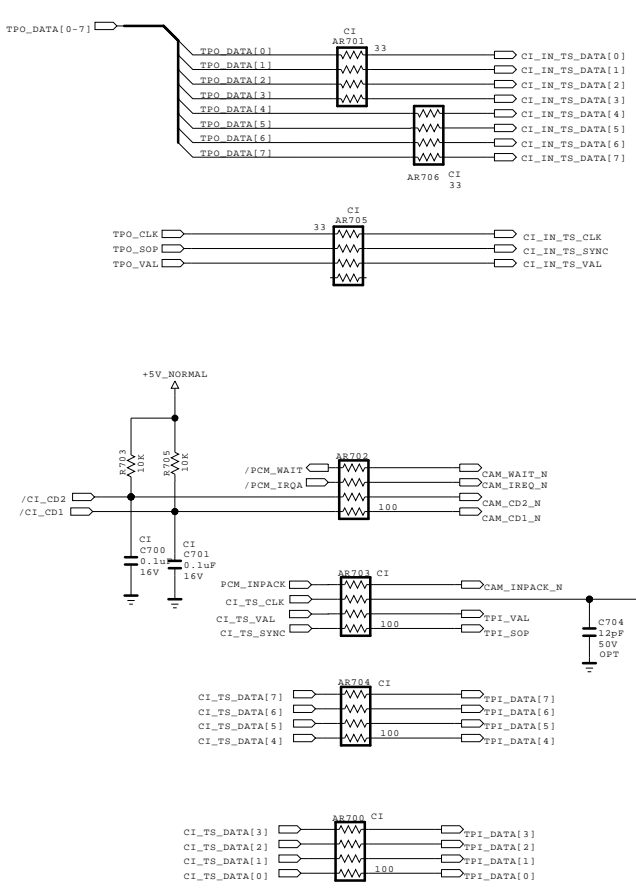 TPO_DATA[0-7]
CI
AR701
33
TPO_DATA[0] CI_IN_TS_DATA[0]
TPO_DATA[1] CI_IN_TS_DATA[1]
TPO_DATA[2] CI_IN_TS_DATA[2]
TPO_DATA[3] CI_IN_TS_DATA[3]
TPO_DATA[4] CI_IN_TS_DATA[4]
TPO_DATA[5] CI_IN_TS_DATA[5]
TPO_DATA[6] CI_IN_TS_DATA[6]
TPO_DATA[7] CI_IN_TS_DATA[7]
AR706 CI
33
CI
AR705
33
TPO_CLK CI_IN_TS_CLK
TPO_SOP CI_IN_TS_SYNC
TPO_VAL CI_IN_TS_VAL
+5V_NORMAL
R703
10K
R705
10K
AR702
/PCM_WAIT CAM_WAIT_N
/PCM_IRQA CAM_IREQ_N
/CI_CD2 CAM_CD2_N
/CI_CD1 100 CAM_CD1_N
CI
C700
0.1uF
16V
CI
C701
0.1uF
16V
AR703 CI
PCM_INPACK CAM_INPACK_N
CI_TS_CLK
CI_TS_VAL TPI_VAL
CI_TS_SYNC 100 TPI_SOP
C704
12pF
50V
OPT
AR704 CI
CI_TS_DATA[7] TPI_DATA[7]
CI_TS_DATA[6] TPI_DATA[6]
CI_TS_DATA[5] TPI_DATA[5]
CI_TS_DATA[4] 100 TPI_DATA[4]
AR700 CI
CI_TS_DATA[3] TPI_DATA[3]
CI_TS_DATA[2] TPI_DATA[2]
CI_TS_DATA[1] TPI_DATA[1]
CI_TS_DATA[0] 100 TPI_DATA[0]